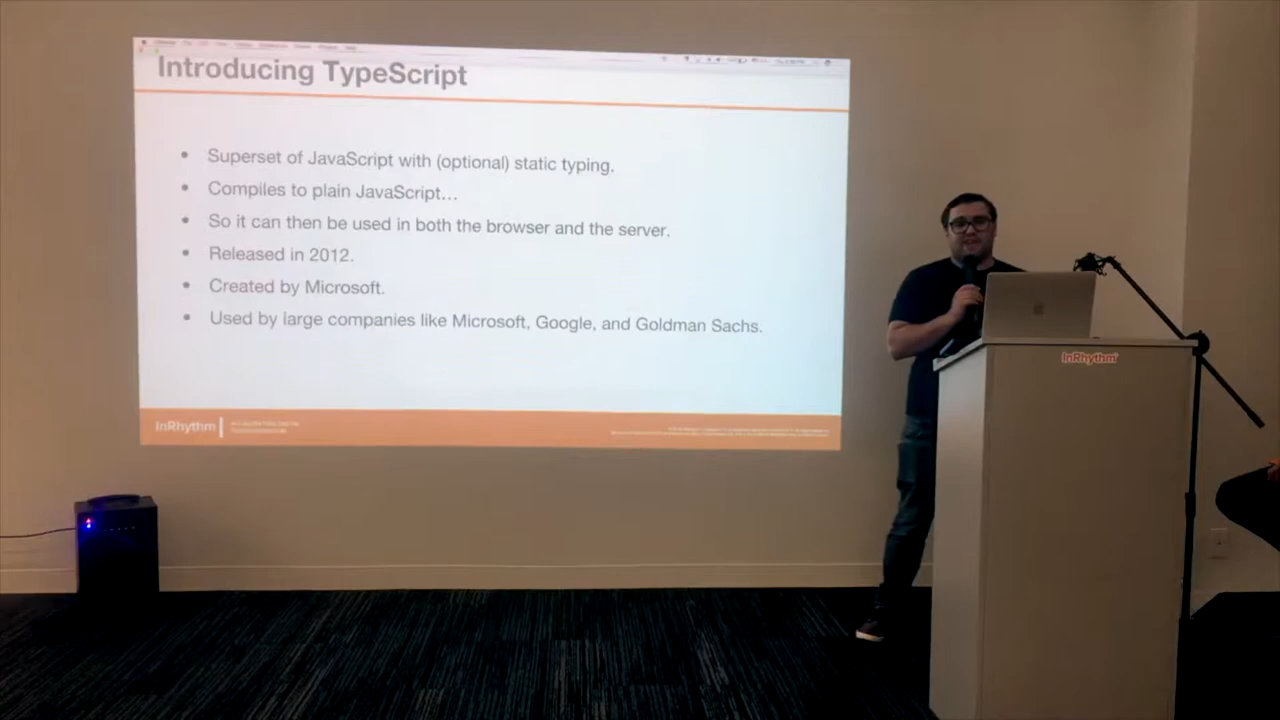 Introducing TypeScript
• Superset of JavaScript with (optional) static typing.
• Compiles to plain JavaScript…
• So it can then be used in both the browser and the server.
• Released in 2012.
• Created by Microsoft.
• Used by large companies like Microsoft, Google, and Goldman Sachs.
InRhythm
InRhythm